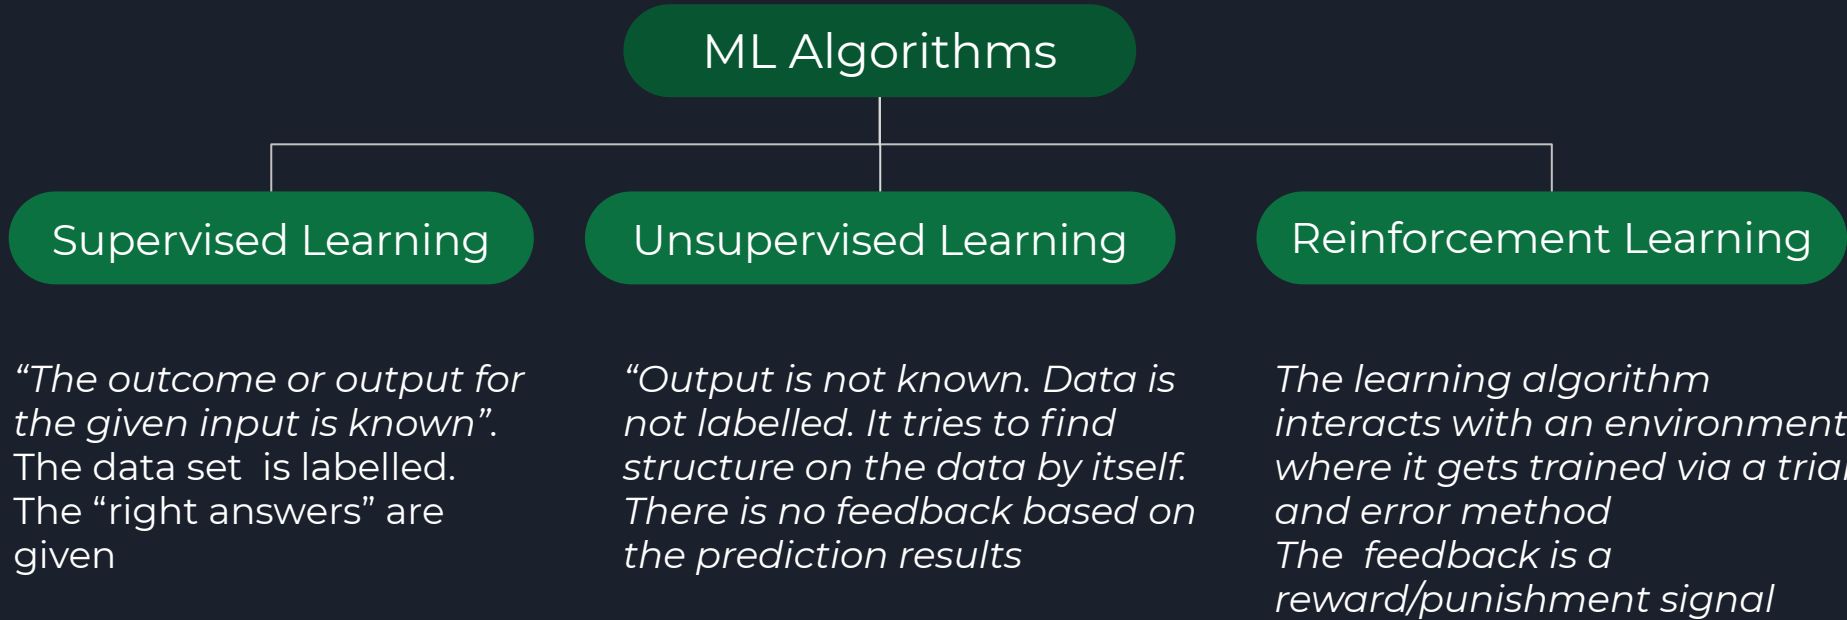 ML Algorithms
Supervised Learning
Unsupervised Learning
Reinforcement Learning
“The outcome or output for
the given input is known”.
The data set  is labelled.
The “right answers” are
given
“Output is not known. Data is
not labelled. It tries to find
structure on the data by itself.
There is no feedback based on
the prediction results
The learning algorithm
interacts with an environment
where it gets trained via a trial
and error method
The  feedback is a
reward/punishment signal